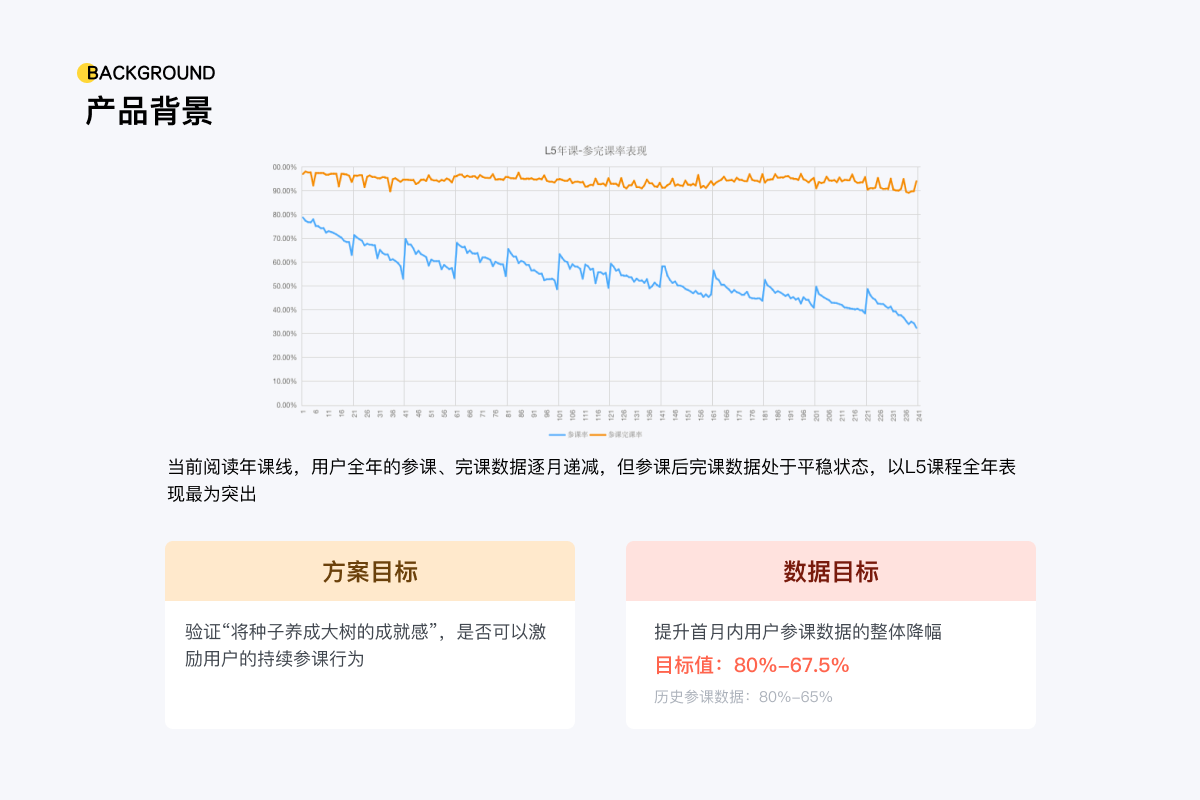 BACKGROUND
产品背景
L5年课-参完课率表现
00.00%
90.00%
80.00%
70.00%
60.00%
50.00%
40.00%
30.00%
20.00%
10.00%
0.00%
1 6 11 16 21 26 31 36 41 46 51 56 61 66 71 76 81 86 91 96 101 106 111 116 121 126 131 136 141 146 151 156 161 166 171 176 181 186 191 196 201 206 211 216 221 226 231 236 241
参课率 参课完课率
当前阅读年课线，用户全年的参课、完课数据逐月递减，但参课后完课数据处于平稳状态，以L5课程全年表
现最为突出
方案目标
验证“将种子养成大树的成就感”，是否可以激
励用户的持续参课行为
数据目标
提升首月内用户参课数据的整体降幅
目标值：80%–67.5%
历史参课数据：80%–65%